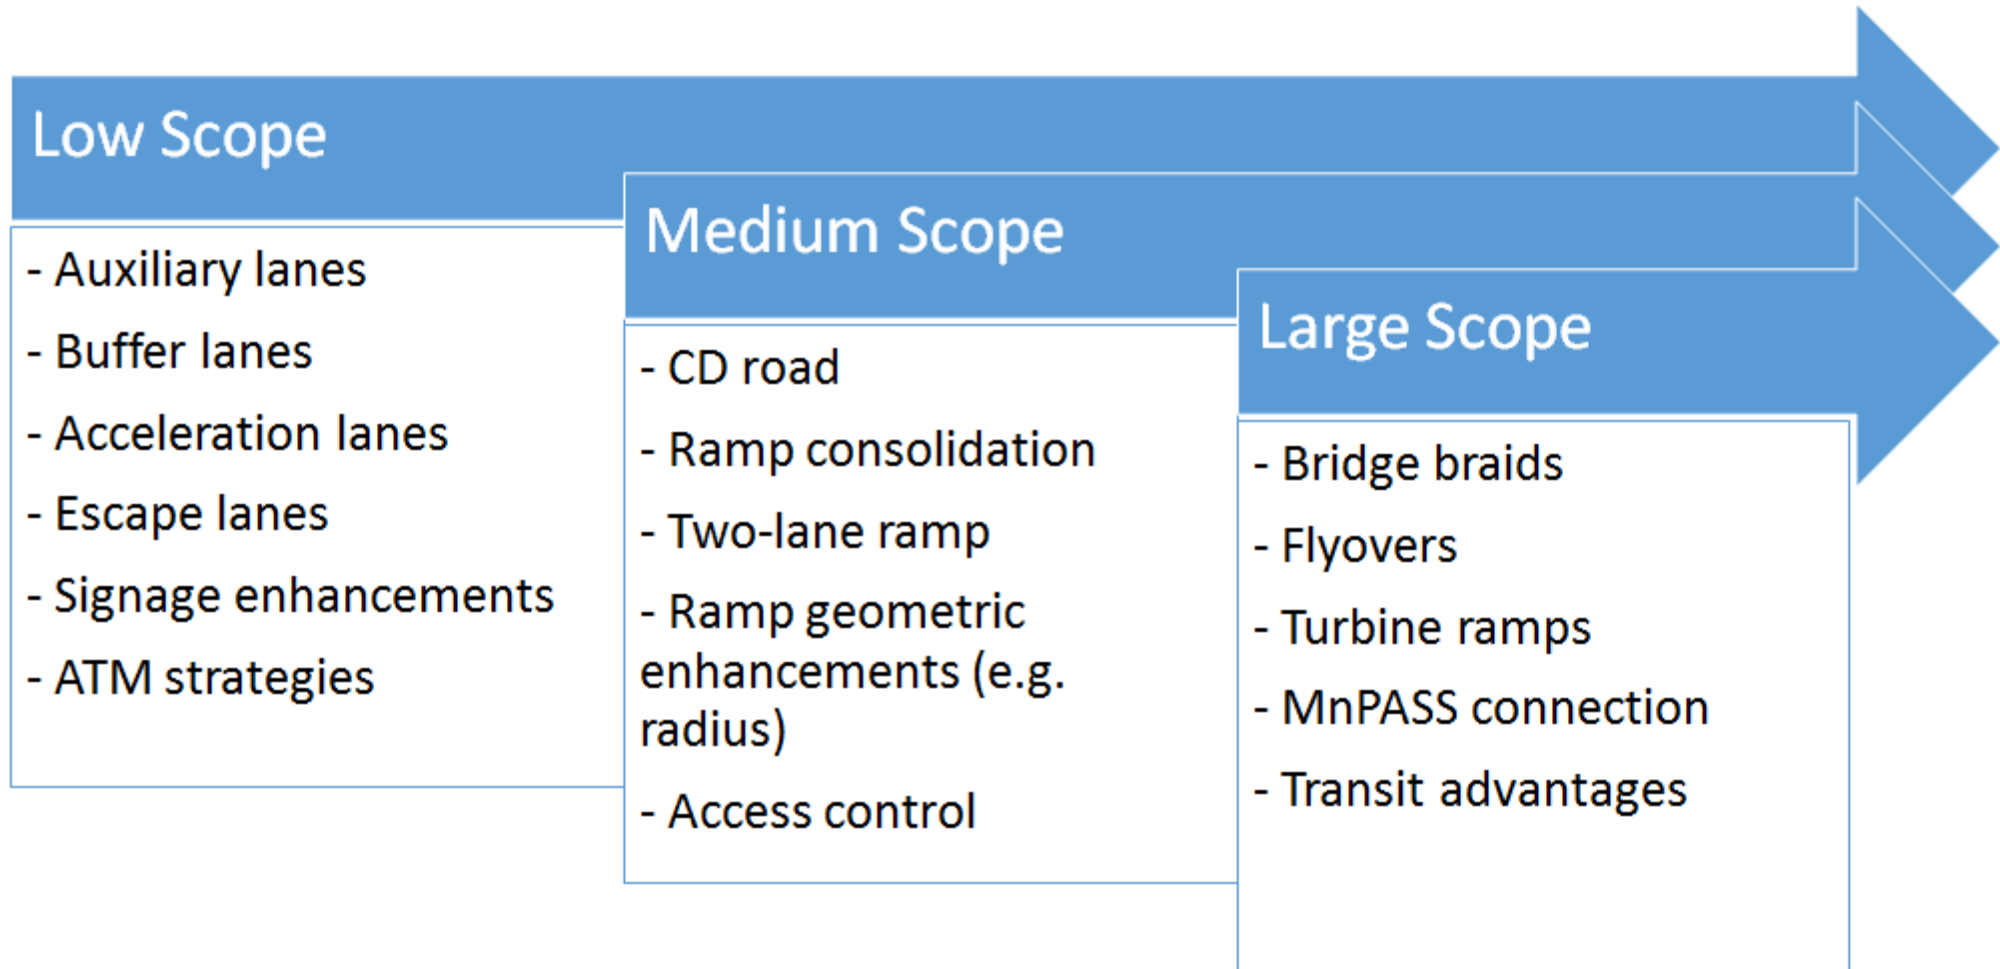 Low Scope
- Auxiliary lanes
- Buffer lanes
- Acceleration lanes
- Escape lanes
- Signage enhancements
- ATM strategies
Medium Scope
- CD road
- Ramp consolidation
- Two-lane ramp
- Ramp geometric
enhancements (e.g.
radius)
- Access control
Large Scope
- Bridge braids
- Flyovers
- Turbine ramps
- MnPASS connection
- Transit advantages